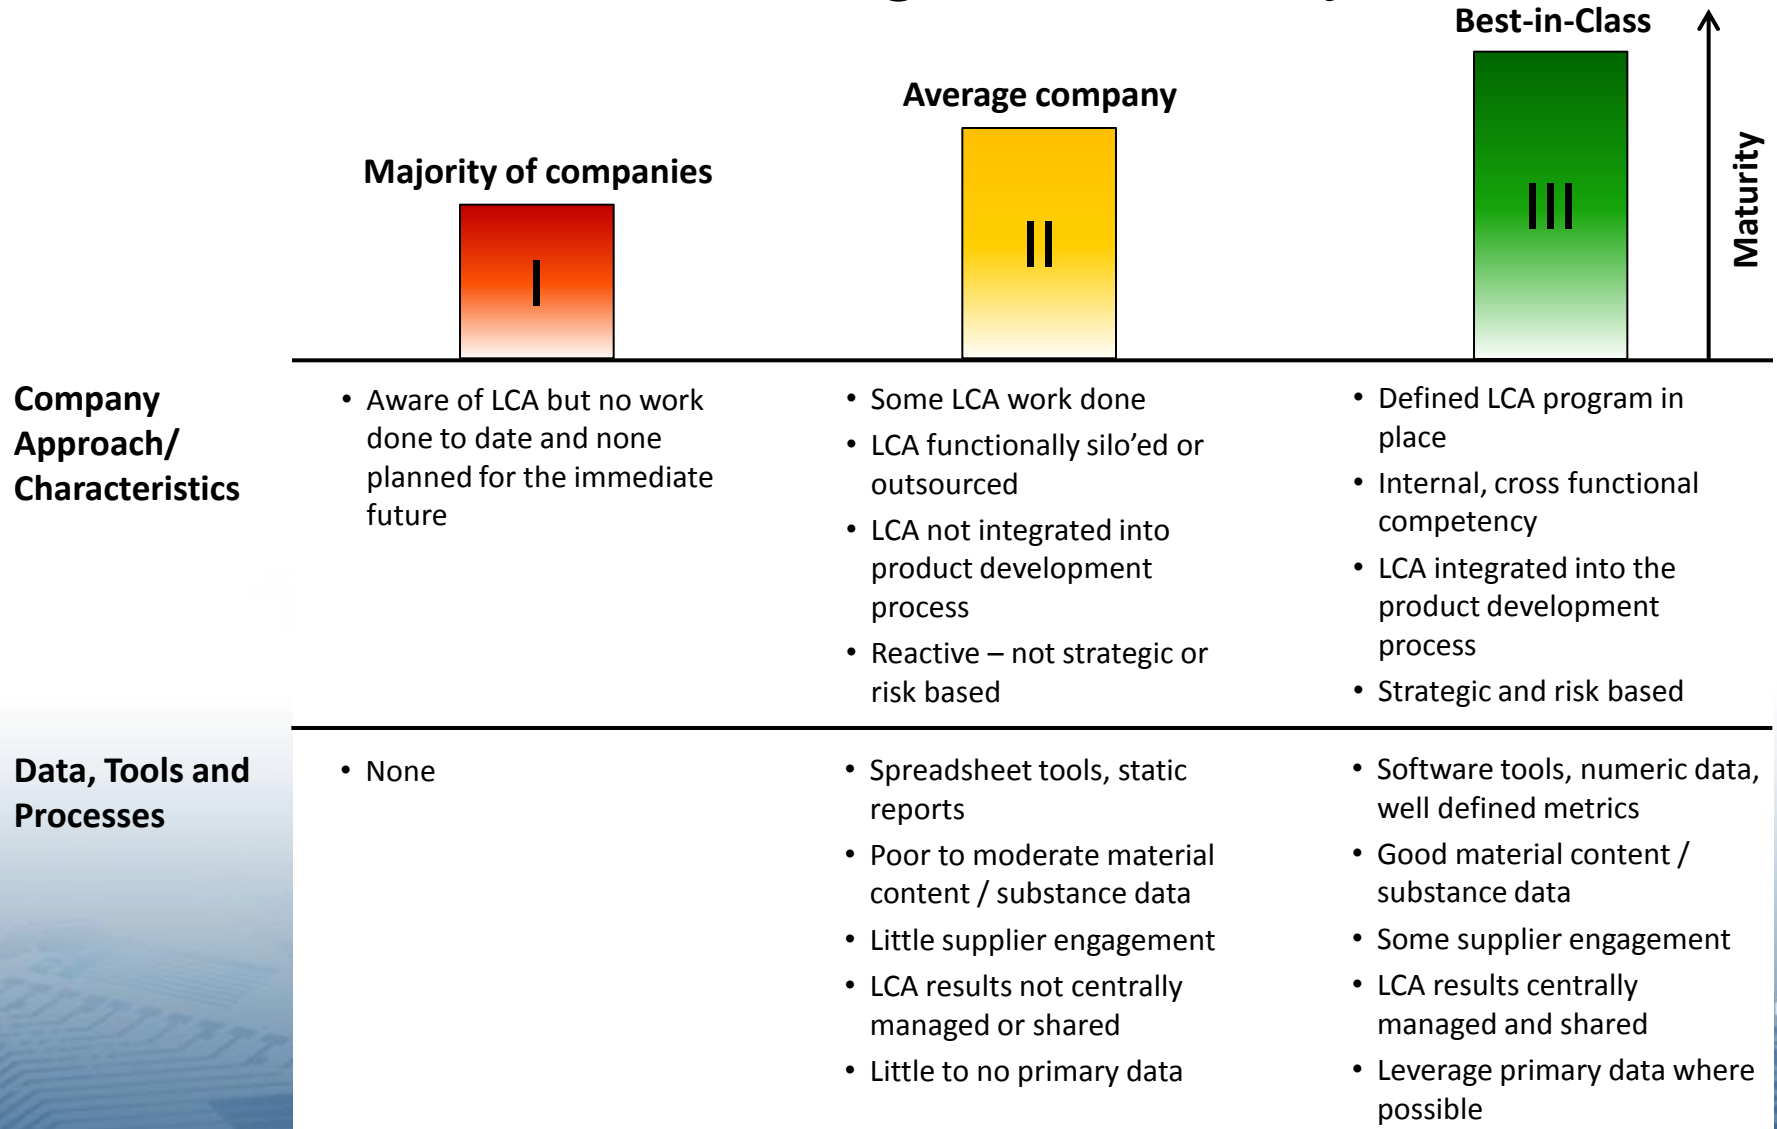 Best-in-Class
Average company
Majority of companies
Maturity
I
II
III
Company
Approach/
Characteristics
• Aware of LCA but no work
done to date and none
planned for the immediate
future
• Some LCA work done
• LCA functionally silo’ed or
outsourced
• LCA not integrated into
product development
process
• Reactive – not strategic or
risk based
• Defined LCA program in
place
• Internal, cross functional
competency
• LCA integrated into the
product development
process
• Strategic and risk based
Data, Tools and
Processes
• None
• Spreadsheet tools, static
reports
• Poor to moderate material
content / substance data
• Little supplier engagement
• LCA results not centrally
managed or shared
• Little to no primary data
• Software tools, numeric data,
well defined metrics
• Good material content /
substance data
• Some supplier engagement
• LCA results centrally
managed and shared
• Leverage primary data where
possible